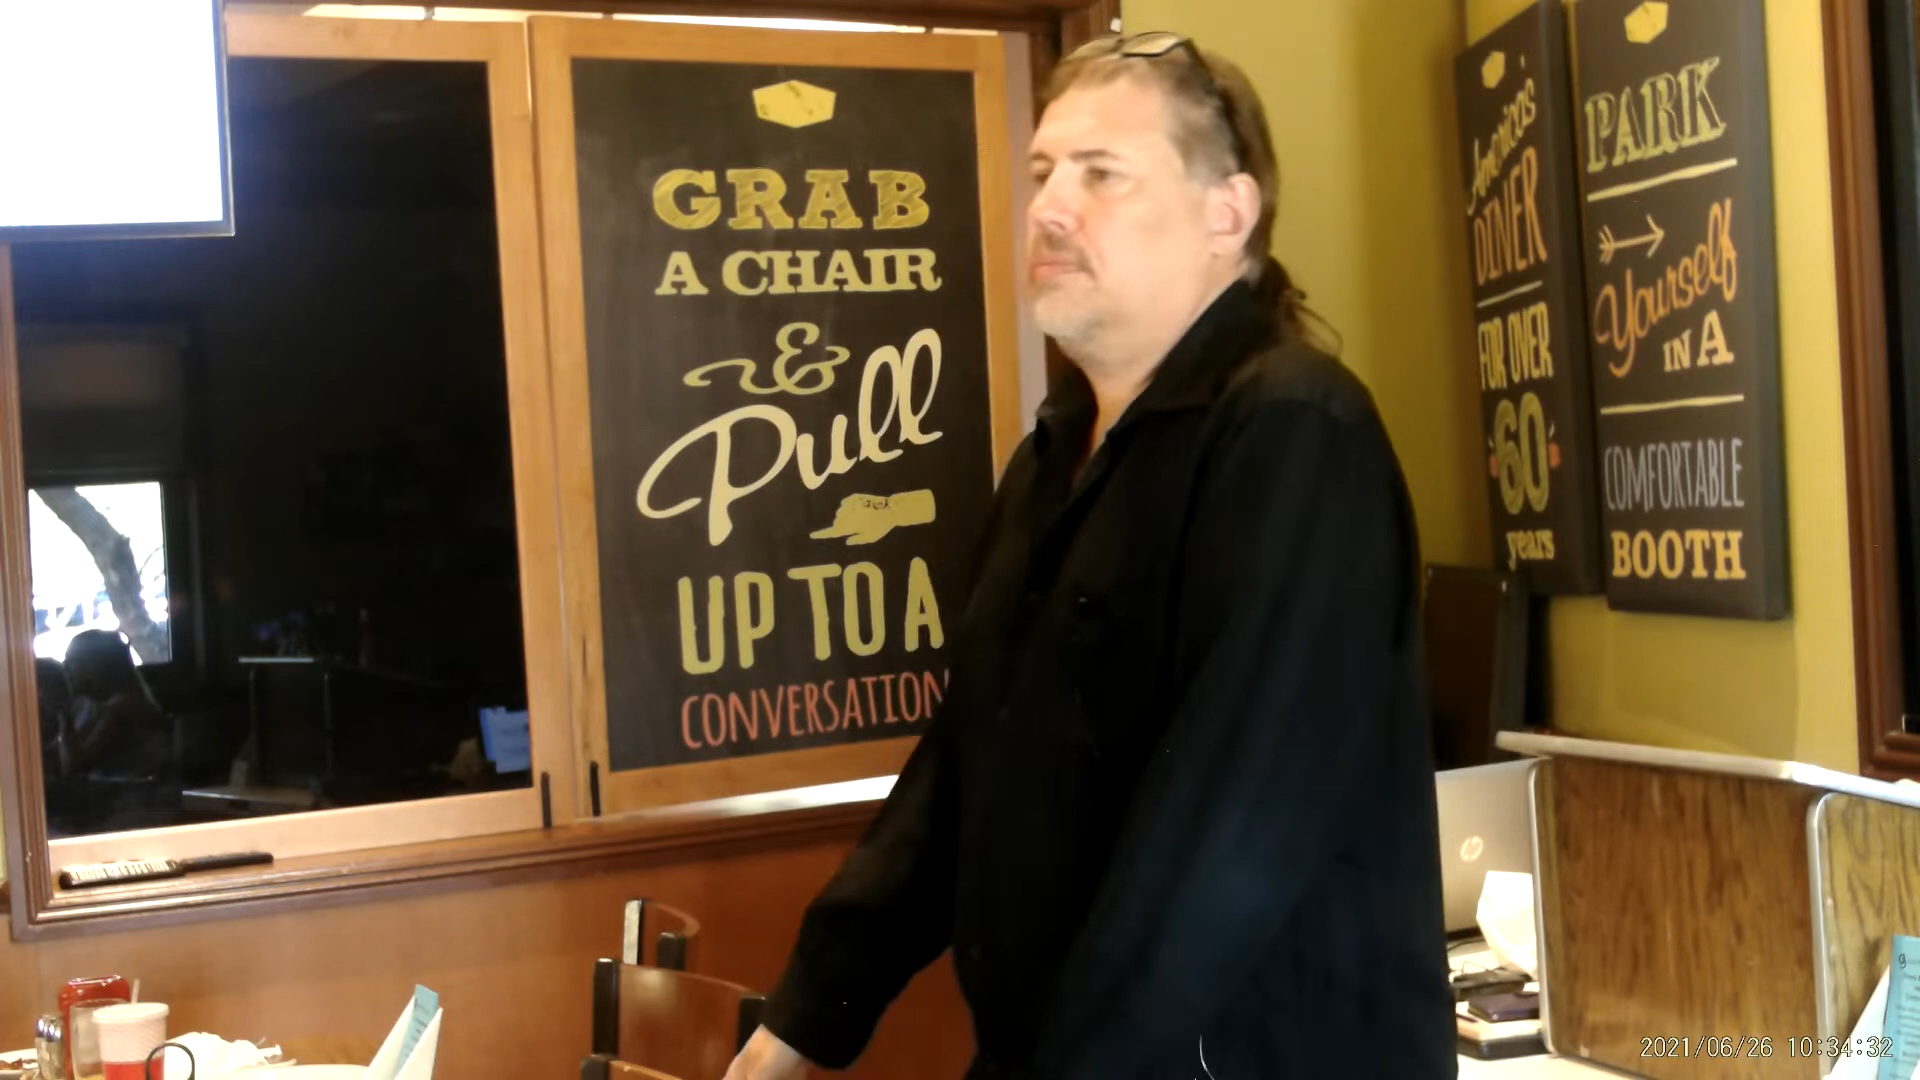 GRAB
A CHAIR
&
Pull
UP TO A
CONVERSATION
America's
DINER
FOR OVER
60
years
PARK
Yourself
IN A
COMFORTABLE
BOOTH
hp
2021/06/26 10:34:32